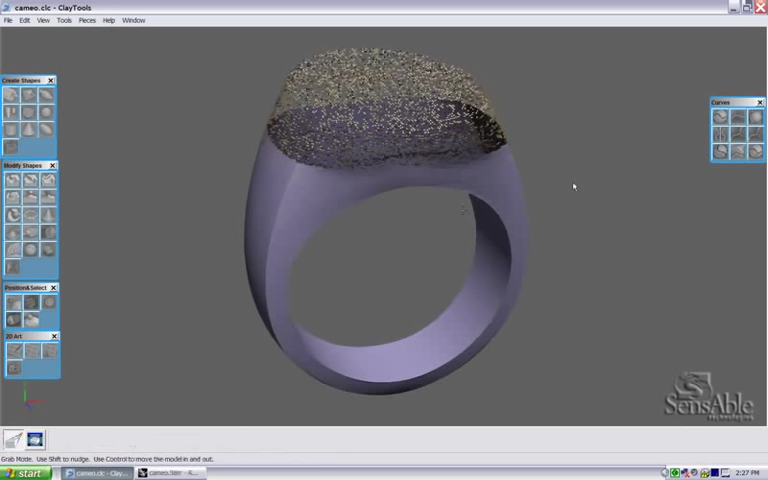 cameo.clc - ClayTools
File Edit View Tools Pieces Help Window
Create Shapes
Curves
Modify Shapes
Position&Select
2D Art
SensAble
technologies
Grab Mode. Use Shift to nudge. Use Control to move the model in and out.
start
cameo.clc - Clay...
2:27 PM